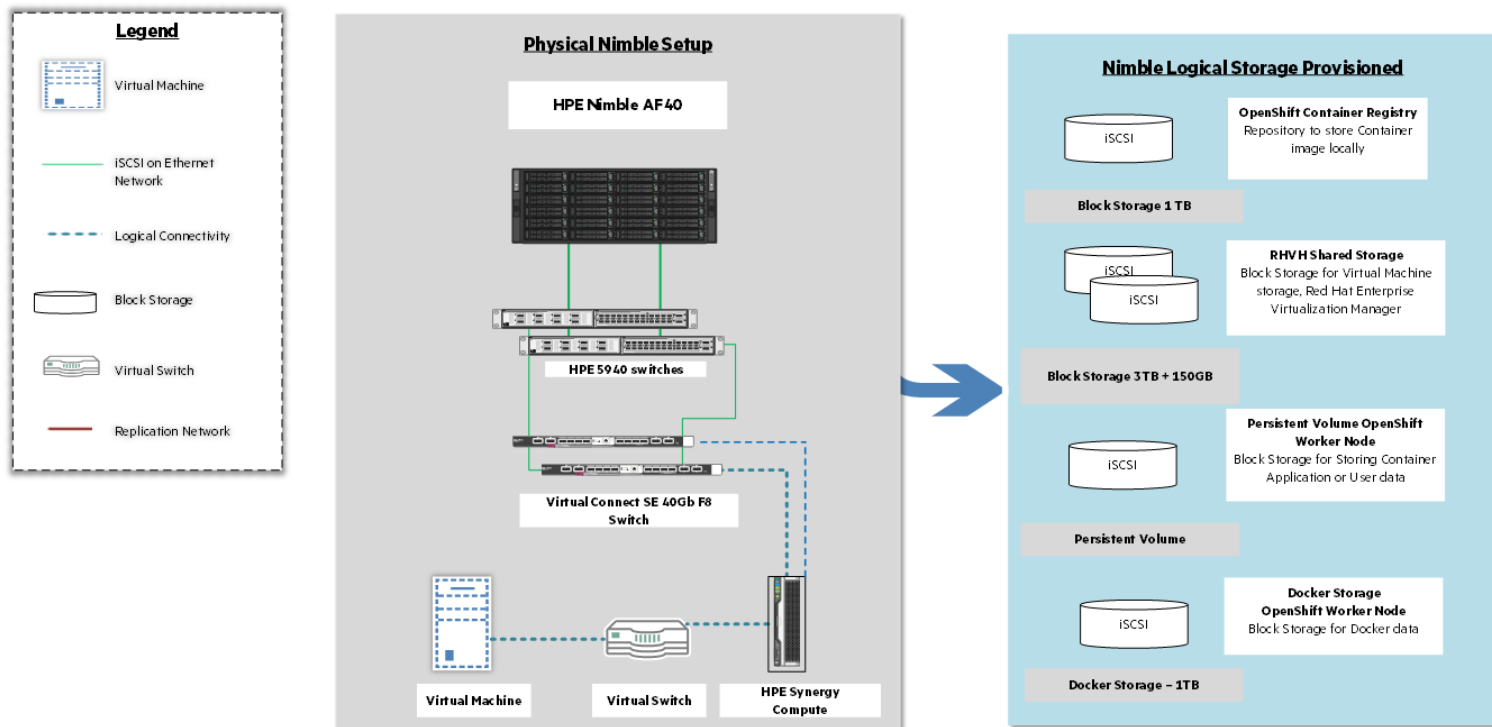 Legend
Virtual Machine
iSCSI on Ethernet
Network
Logical Connectivity
Block Storage
Virtual Switch
Replication Network
Physical Nimble Setup
HPE Nimble AF40
HPE 5940 switches
Virtual Connect SE 40Gb F8
Switch
Virtual Machine
Virtual Switch
HPE Synergy
Compute
Nimble Logical Storage Provisioned
iSCSI
OpenShift Container Registry
Repository to store Container
image locally
Block Storage 1 TB
iSCSI
iSCSI
RHVH Shared Storage
Block Storage for Virtual Machine
storage, Red Hat Enterprise
Virtualization Manager
Block Storage 3TB + 150GB
iSCSI
Persistent Volume OpenShift
Worker Node
Block Storage for Storing Container
Application or User data
Persistent Volume
iSCSI
Docker Storage
OpenShift Worker Node
Block Storage for Docker data
Docker Storage – 1TB